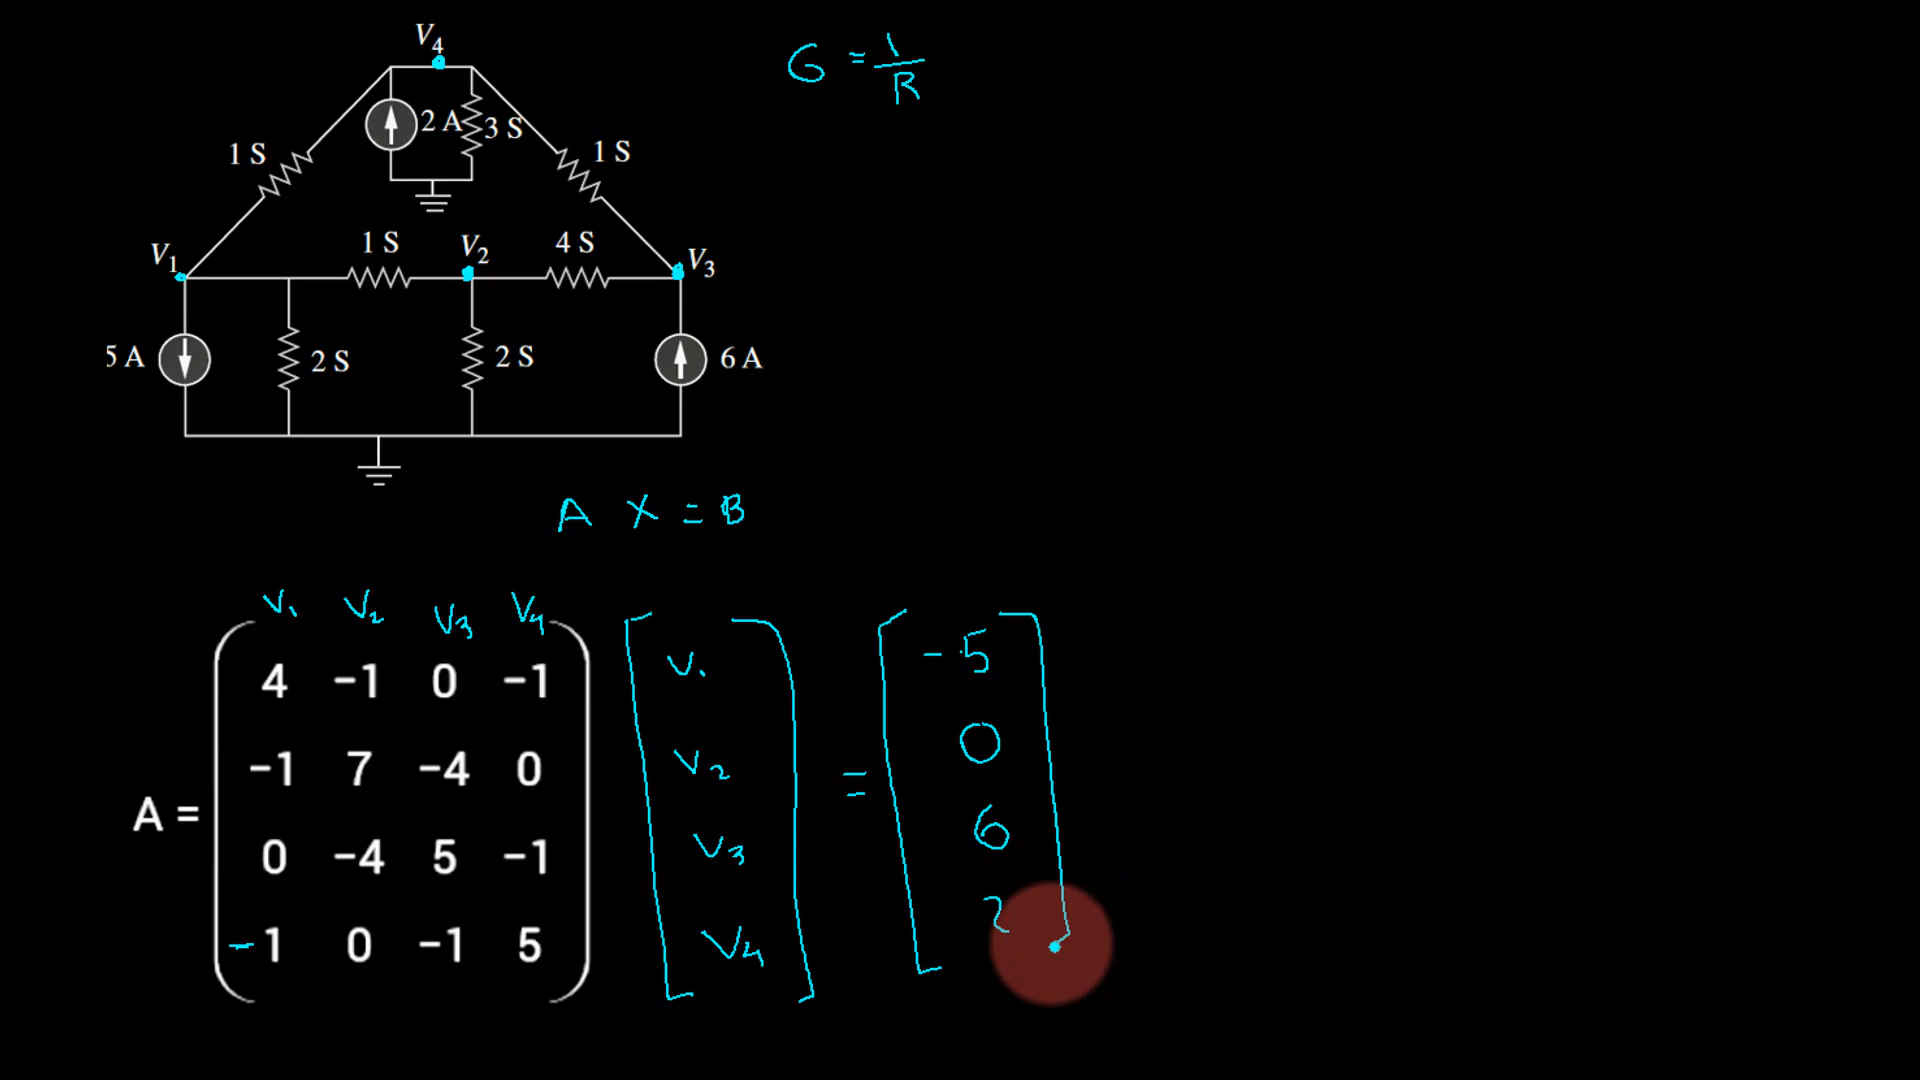 V4
G = 1/R
2 A 3 S
1 S 1 S
V1 1 S V2 4 S V3
5 A 2 S 2 S 6 A
A X = B
V1 V2 V3 V4
4 −1 0 −1 V1 -5
−1 7 −4 0 V2 0
A = =
0 −4 5 −1 V3 6
-1 0 −1 5 V4 2